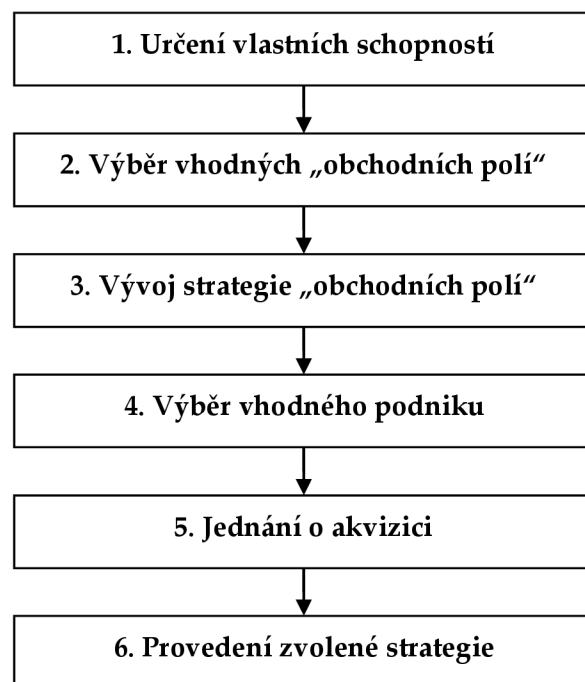 1. Určení vlastních schopností
2. Výběr vhodných „obchodních polí“
3. Vývoj strategie „obchodních polí“
4. Výběr vhodného podniku
5. Jednání o akvizici
6. Provedení zvolené strategie